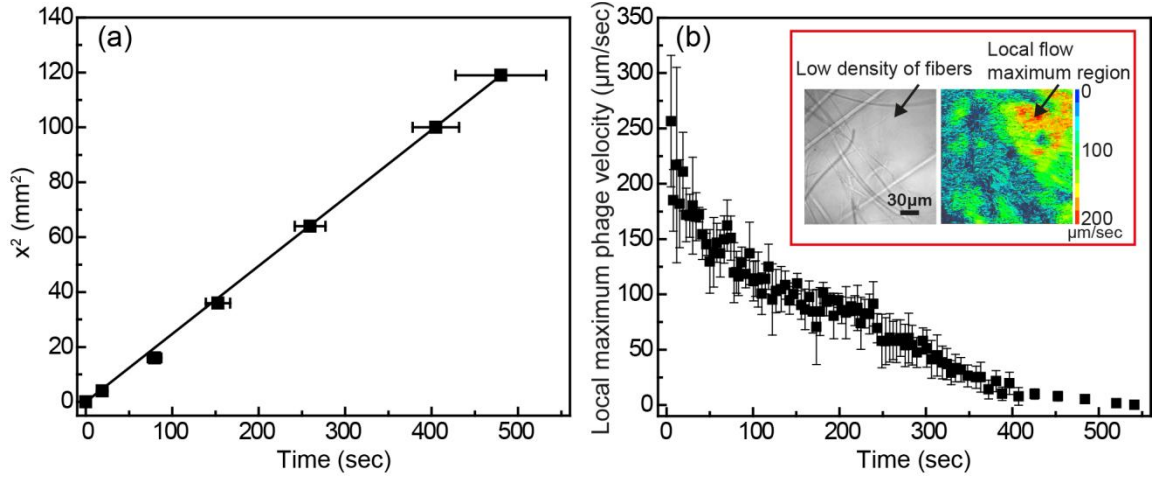 (a)
140
120
100
80
60
40
20
0
x² (mm²)
0 100 200 300 400 500
Time (sec)
(b)
350
300
250
200
150
100
50
0
Local maximum phage velocity (μm/sec)
0 100 200 300 400 500
Time (sec)
Low density of fibers
Local flow
maximum region
30μm
0
100
200
μm/sec